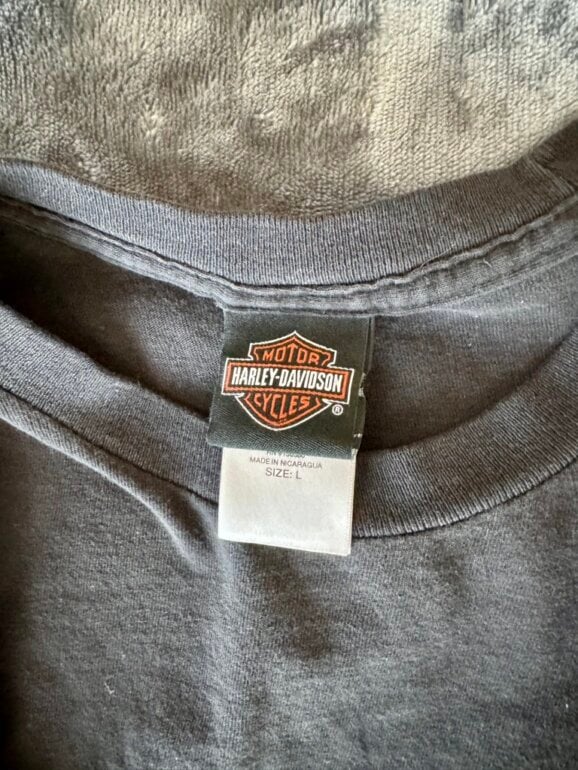 MOTOR
HARLEY-DAVIDSON
CYCLES
®
MADE IN NICARAGUA
SIZE: L